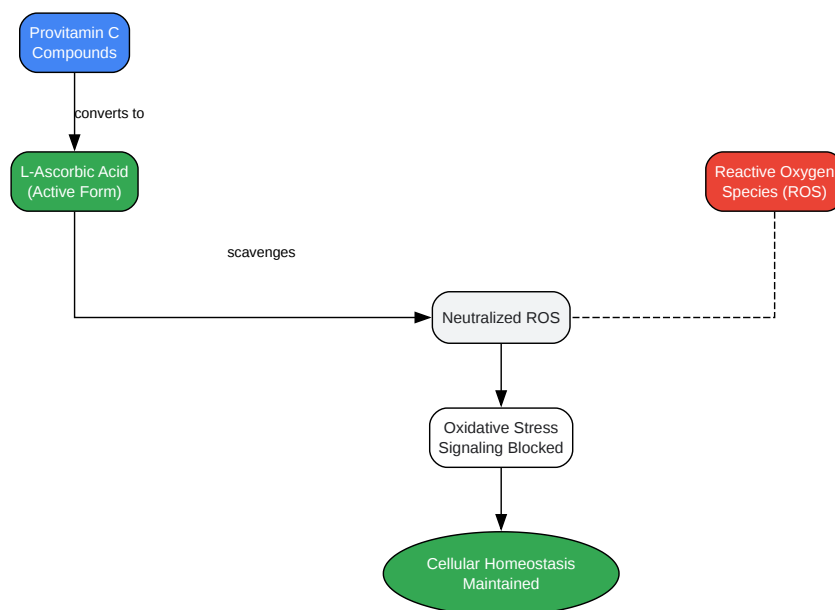 Provitamin C
Compounds
converts to
L-Ascorbic Acid
(Active Form)
Reactive Oxygen
Species (ROS)
scavenges
Neutralized ROS
Oxidative Stress
Signaling Blocked
Cellular Homeostasis
Maintained